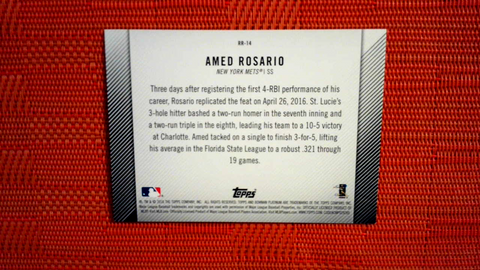 BB-14
AMED ROSARIO
NEW YORK METS® | SS
Three days after registering the first 4-RBI performance of his
career, Rosario replicated the feat on April 26, 2016. St. Lucie's
3-hole hitter bashed a two-run homer in the seventh inning and
a two-run triple in the eighth, leading his team to a 10-5 victory
at Charlotte. Amed tacked on a single to finish 3-for-5, lifting
his average in the Florida State League to a robust .321 through
19 games.
Topps